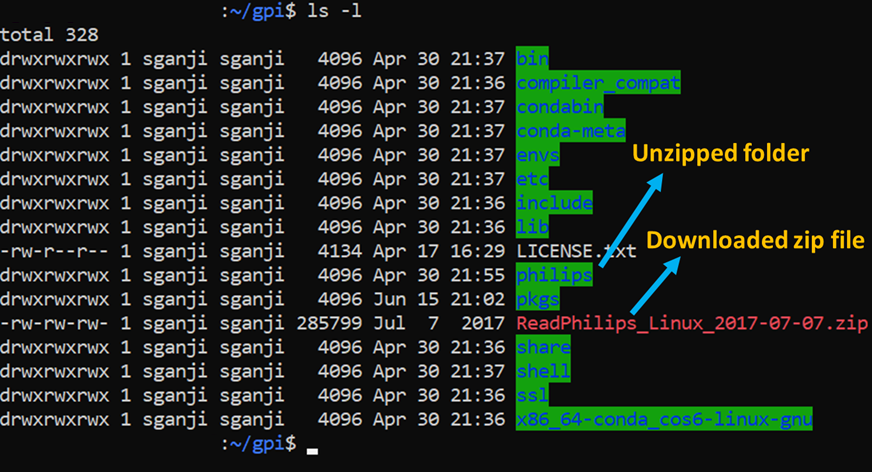 :~/gpi$ ls -l
total 328
drwxrwxrwx 1 sganji sganji 4096 Apr 30 21:37 bin
drwxrwxrwx 1 sganji sganji 4096 Apr 30 21:36 compiler_compat
drwxrwxrwx 1 sganji sganji 4096 Apr 30 21:37 condabin
drwxrwxrwx 1 sganji sganji 4096 Apr 30 21:37 conda-meta
drwxrwxrwx 1 sganji sganji 4096 Apr 30 21:37 envs
Unzipped folder
drwxrwxrwx 1 sganji sganji 4096 Apr 30 21:37 etc
drwxrwxrwx 1 sganji sganji 4096 Apr 30 21:36 include
drwxrwxrwx 1 sganji sganji 4096 Apr 30 21:36 lib
-rw-r--r-- 1 sganji sganji 4134 Apr 17 16:29 LICENSE.txt
Downloaded zip file
drwxrwxrwx 1 sganji sganji 4096 Apr 30 21:55 philips
drwxrwxrwx 1 sganji sganji 4096 Jun 15 21:02 pkgs
-rw-rw-rw- 1 sganji sganji 285799 Jul 7 2017 ReadPhilips_Linux_2017-07-07.zip
drwxrwxrwx 1 sganji sganji 4096 Apr 30 21:36 share
drwxrwxrwx 1 sganji sganji 4096 Apr 30 21:37 shell
drwxrwxrwx 1 sganji sganji 4096 Apr 30 21:36 ssl
drwxrwxrwx 1 sganji sganji 4096 Apr 30 21:36 x86_64-conda_cos6-linux-gnu
:~/gpi$